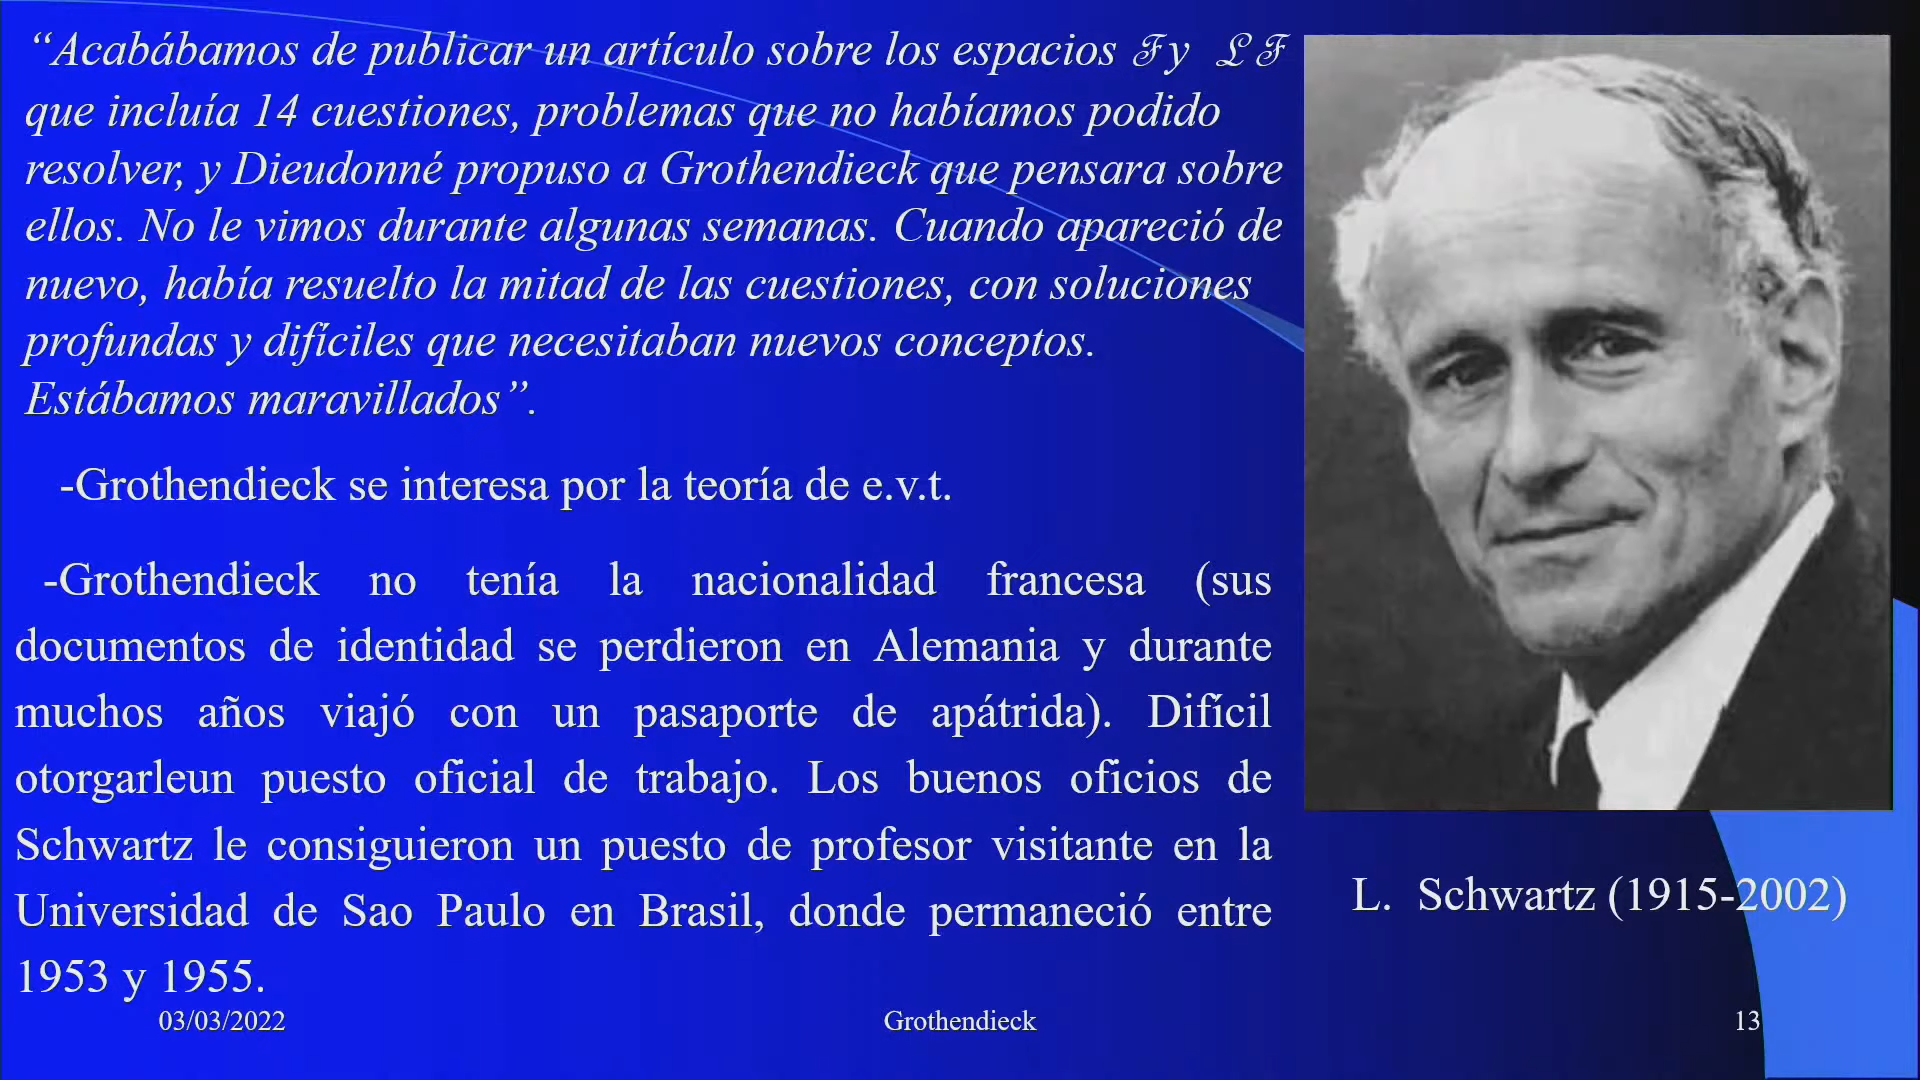 “Acabábamos de publicar un artículo sobre los espacios ℱ y ℒℱ
que incluía 14 cuestiones, problemas que no habíamos podido
resolver, y Dieudonné propuso a Grothendieck que pensara sobre
ellos. No le vimos durante algunas semanas. Cuando apareció de
nuevo, había resuelto la mitad de las cuestiones, con soluciones
profundas y difíciles que necesitaban nuevos conceptos.
Estábamos maravillados”.
-Grothendieck se interesa por la teoría de e.v.t.
-Grothendieck no tenía la nacionalidad francesa (sus
documentos de identidad se perdieron en Alemania y durante
muchos años viajó con un pasaporte de apátrida). Difícil
otorgarleun puesto oficial de trabajo. Los buenos oficios de
Schwartz le consiguieron un puesto de profesor visitante en la
Universidad de Sao Paulo en Brasil, donde permaneció entre
1953 y 1955.
L. Schwartz (1915-2002)
03/03/2022
Grothendieck
13